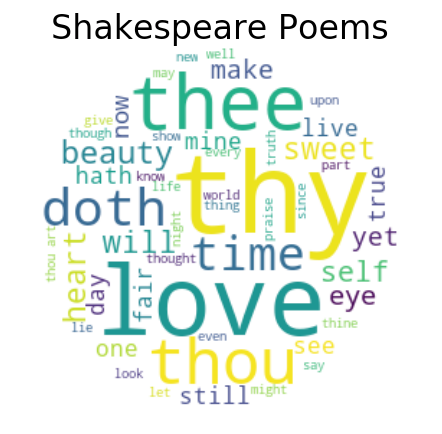 Shakespeare Poems
new well
may make
thee upon
now
though give
live
show mine
beauty every truth sweet
hath know part
life world true
doth thy
thing praise since
night
will time yet
thou art heart thought
day fair self
love eye
lie even thine
one thou see
look say
let still might